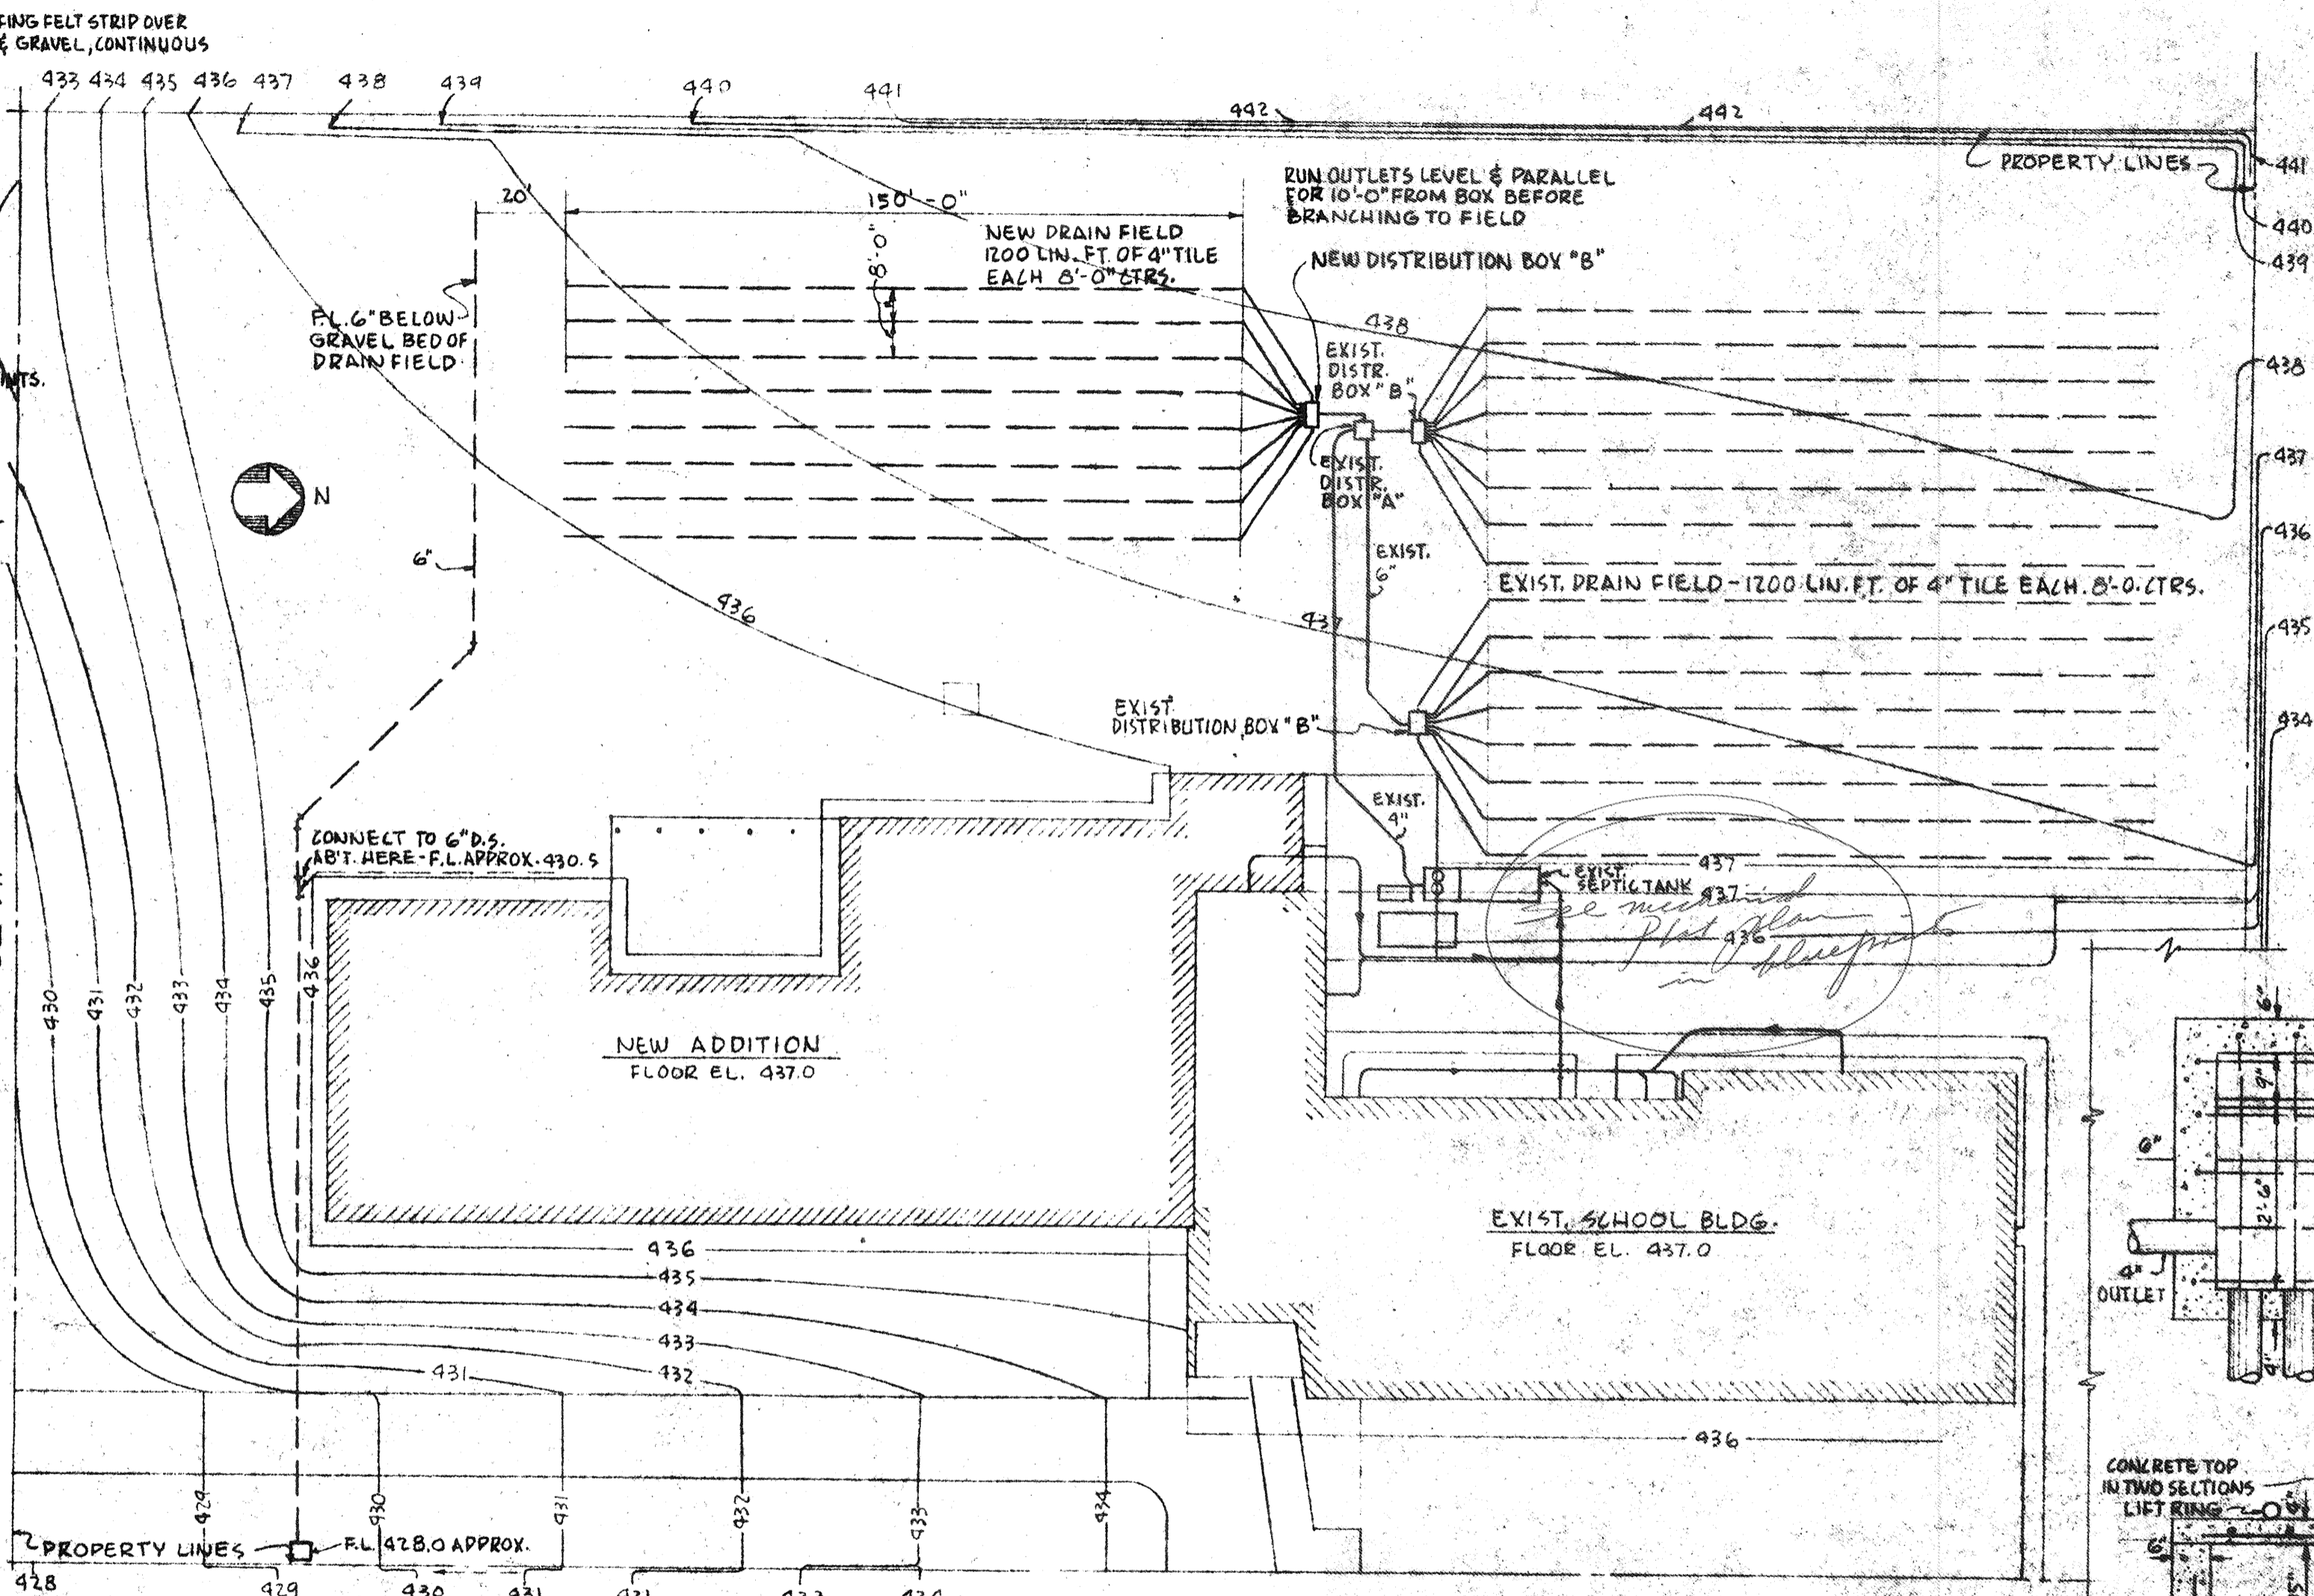 FING FELT STRIP OVER
& GRAVEL, CONTINUOUS
433 434 435 436 437 438 439 440 441 442 442
PROPERTY LINES
441
440
439
438
437
436
435
434
20'
150'-0"
8'-0"
NEW DRAIN FIELD
1200 LIN. FT. OF 4" TILE
EACH 8'-0" CTRS.
RUN OUTLETS LEVEL & PARALLEL
FOR 10'-0" FROM BOX BEFORE
BRANCHING TO FIELD
NEW DISTRIBUTION BOX "B"
438
F.L. 6" BELOW
GRAVEL BED OF
DRAIN FIELD
NTS.
EXIST.
DISTR.
BOX "B"
EXIST.
DISTR.
BOX "A"
N
6"
EXIST.
6"
EXIST. DRAIN FIELD - 1200 LIN. FT. OF 4" TILE EACH. 8'-0. CTRS.
436
437
EXIST.
DISTRIBUTION BOX "B"
EXIST.
4"
CONNECT TO 6" D.S.
AB'T. HERE - F.L. APPROX. 430.5
437
EXIST.
SEPTIC TANK
437
436
See mechanical
Plot plan
in blueprints
430
431
432
433
434
435
436
NEW ADDITION
FLOOR EL. 437.0
EXIST. SCHOOL BLDG.
FLOOR EL. 437.0
436
435
434
433
432
431
436
6"
9"
6"
2'-6"
4"
OUTLET
4"
CONCRETE TOP
IN TWO SECTIONS
LIFT RING
6"
429
430
431
432
433
434
PROPERTY LINES
F.L. 428.0 APPROX.
428
429
430
431